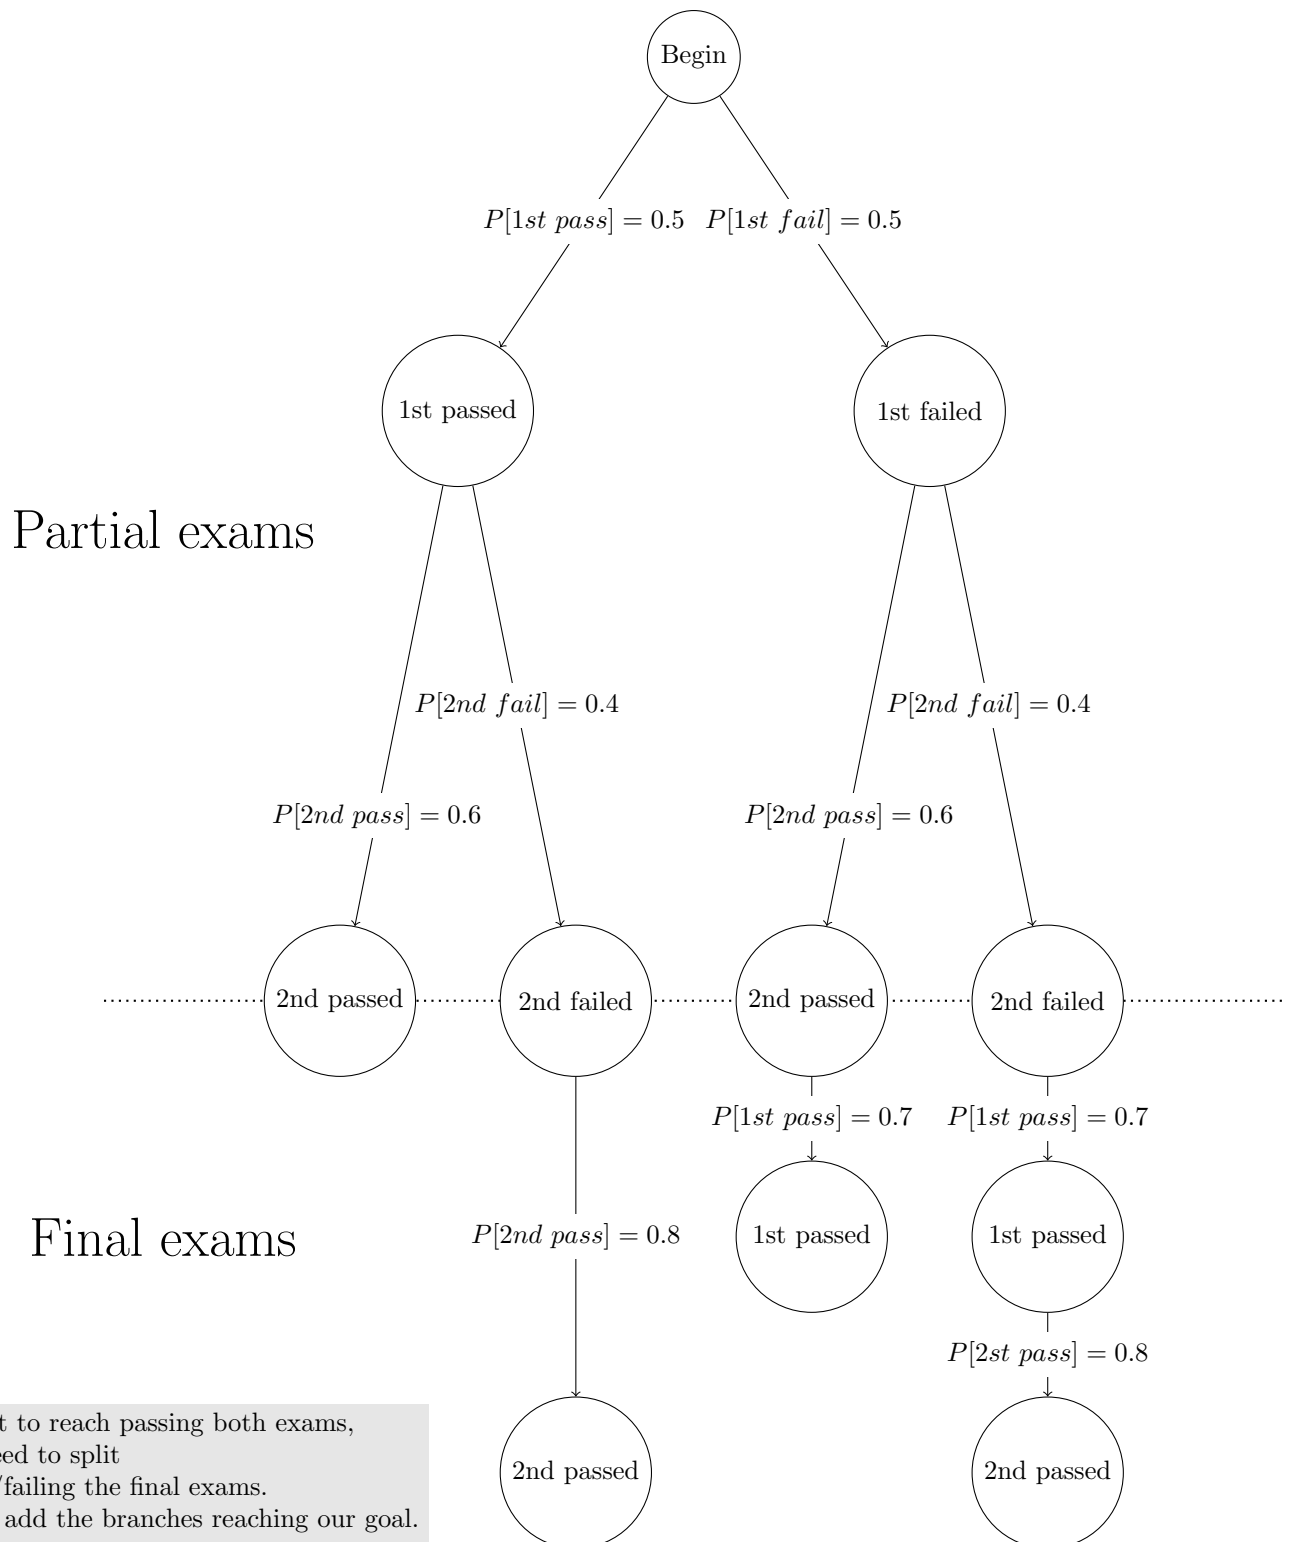 Begin
P[1st pass] = 0.5 P[1st fail] = 0.5
1st passed 1st failed
Partial exams
P[2nd fail] = 0.4 P[2nd fail] = 0.4
P[2nd pass] = 0.6 P[2nd pass] = 0.6
2nd passed 2nd failed 2nd passed 2nd failed
P[1st pass] = 0.7 P[1st pass] = 0.7
Final exams
P[2nd pass] = 0.8 1st passed 1st passed
P[2st pass] = 0.8
to reach passing both exams,
to split
/failing the final exams.
add the branches reaching our goal.
2nd passed 2nd passed